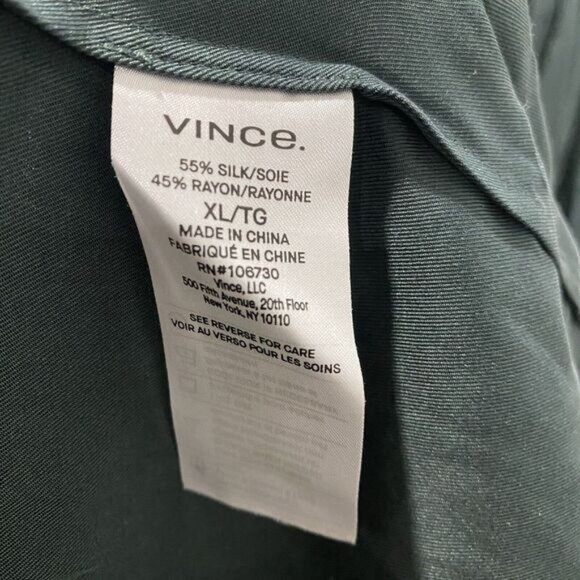 VINCE.
55% SILK/SOIE
45% RAYON/RAYONNE
XL/TG
MADE IN CHINA
FABRIQUÉ EN CHINE
RN#106730
Vince, LLC
500 Fifth Avenue, 20th Floor
New York, NY 10110
SEE REVERSE FOR CARE
VOIR AU VERSO POUR LES SOINS